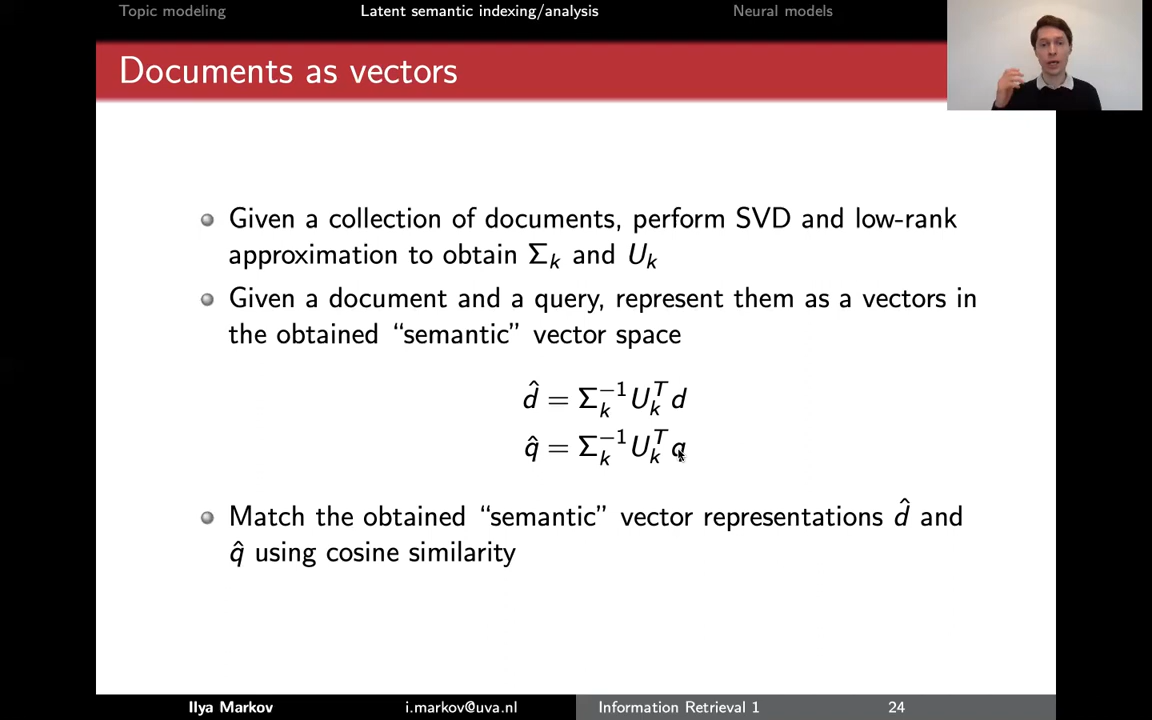 Topic modeling Latent semantic indexing/analysis Neural models
Documents as vectors
Given a collection of documents, perform SVD and low-rank
approximation to obtain Σ_k and U_k
Given a document and a query, represent them as a vectors in
the obtained “semantic” vector space
d̂ = Σ_k^{−1} U_k^T d
q̂ = Σ_k^{−1} U_k^T q
Match the obtained “semantic” vector representations d̂ and
q̂ using cosine similarity
Ilya Markov i.markov@uva.nl Information Retrieval 1 24